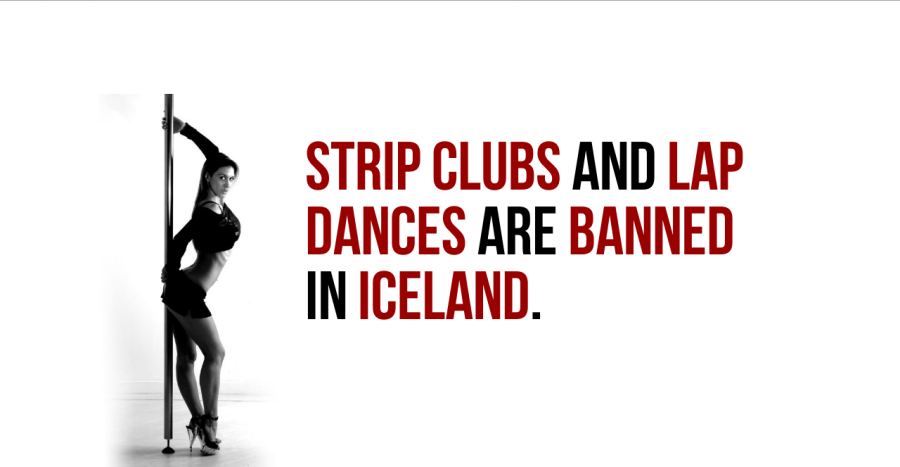 STRIP CLUBS AND LAP
DANCES ARE BANNED
IN ICELAND.